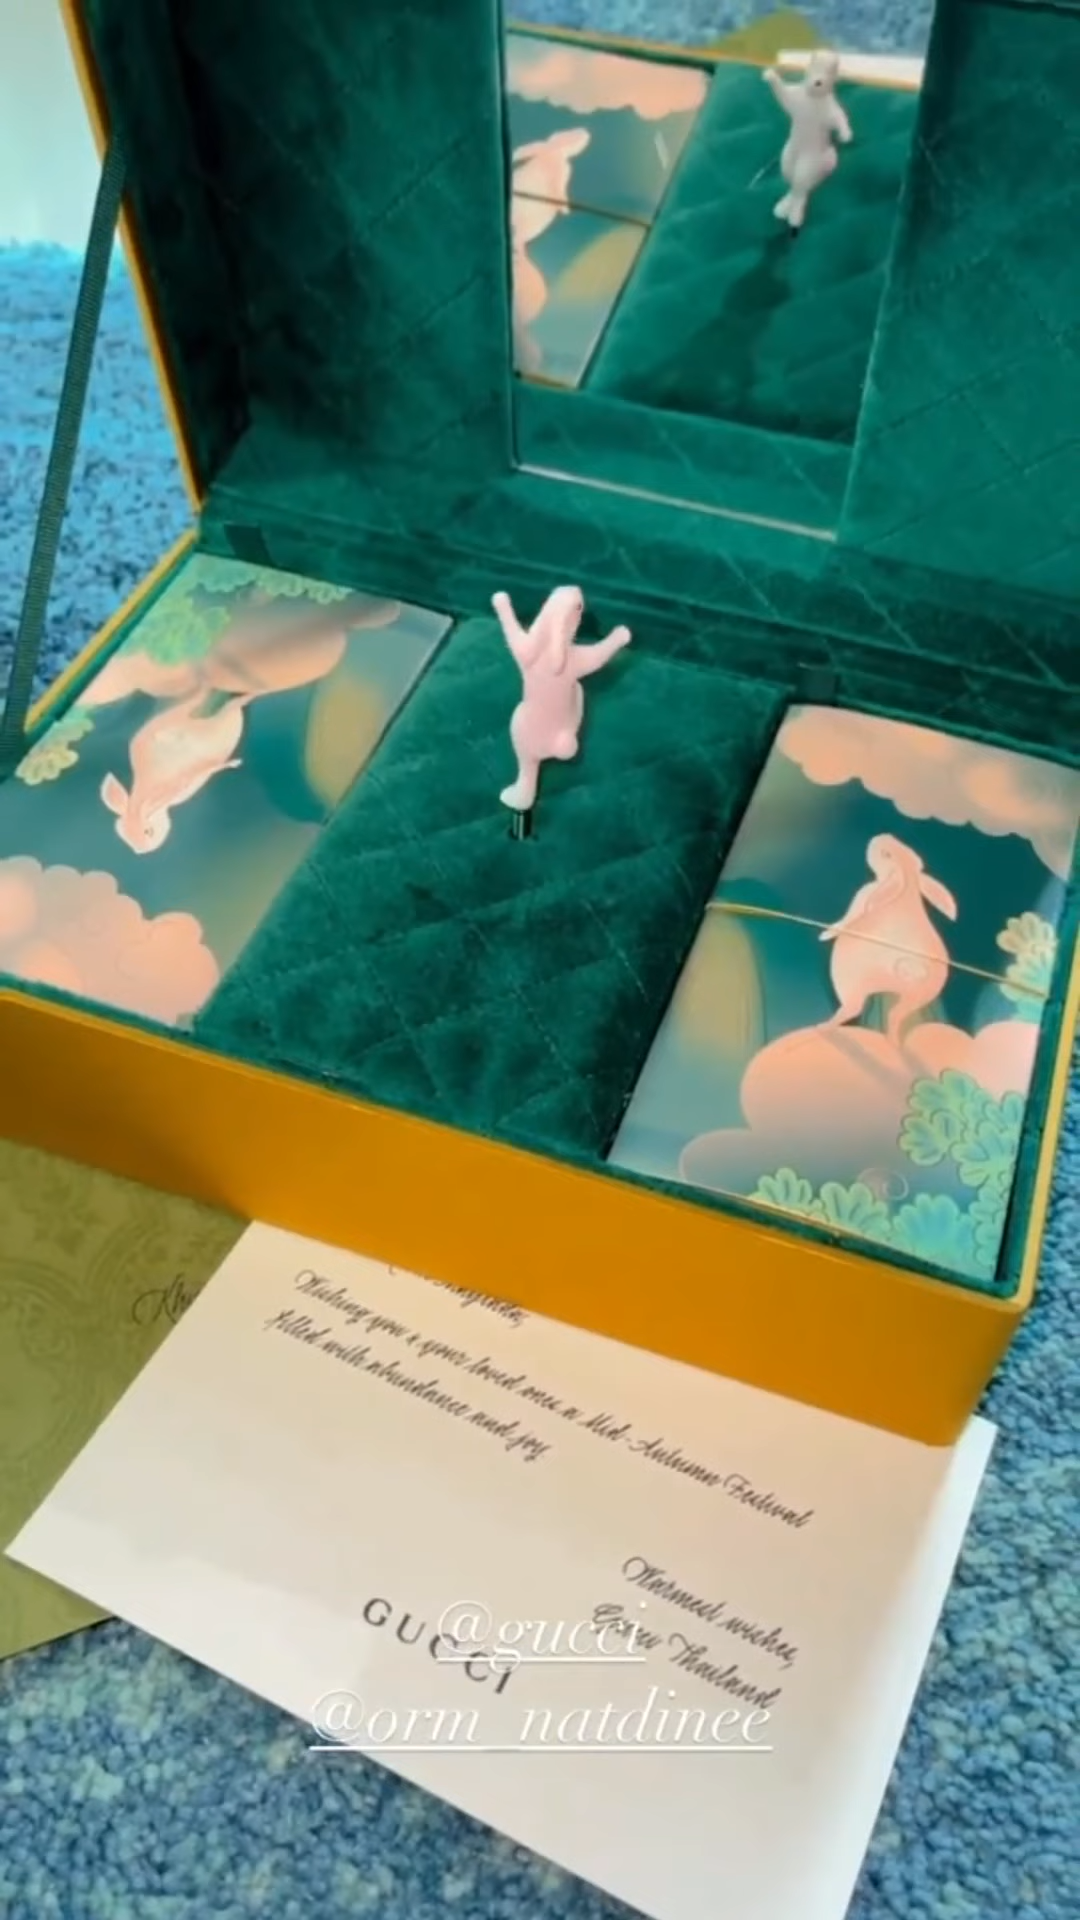 Wishing you & your loved ones a Mid-Autumn Festival
filled with abundance and joy
Warmest wishes,
Gucci Thailand
GUCCI
@gucci
@orm_natdinee